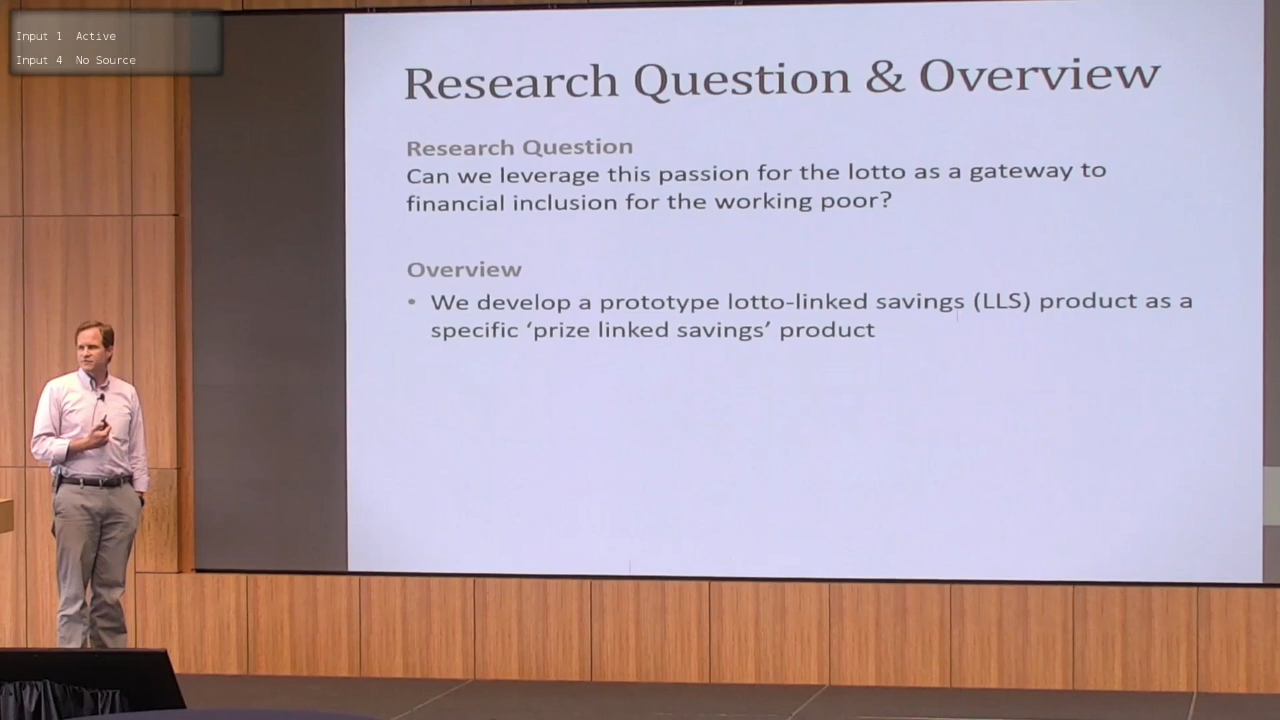 Input 1 Active
Input 4 No Source
Research Question & Overview
Research Question
Can we leverage this passion for the lotto as a gateway to
financial inclusion for the working poor?
Overview
• We develop a prototype lotto-linked savings (LLS) product as a
specific ‘prize linked savings’ product